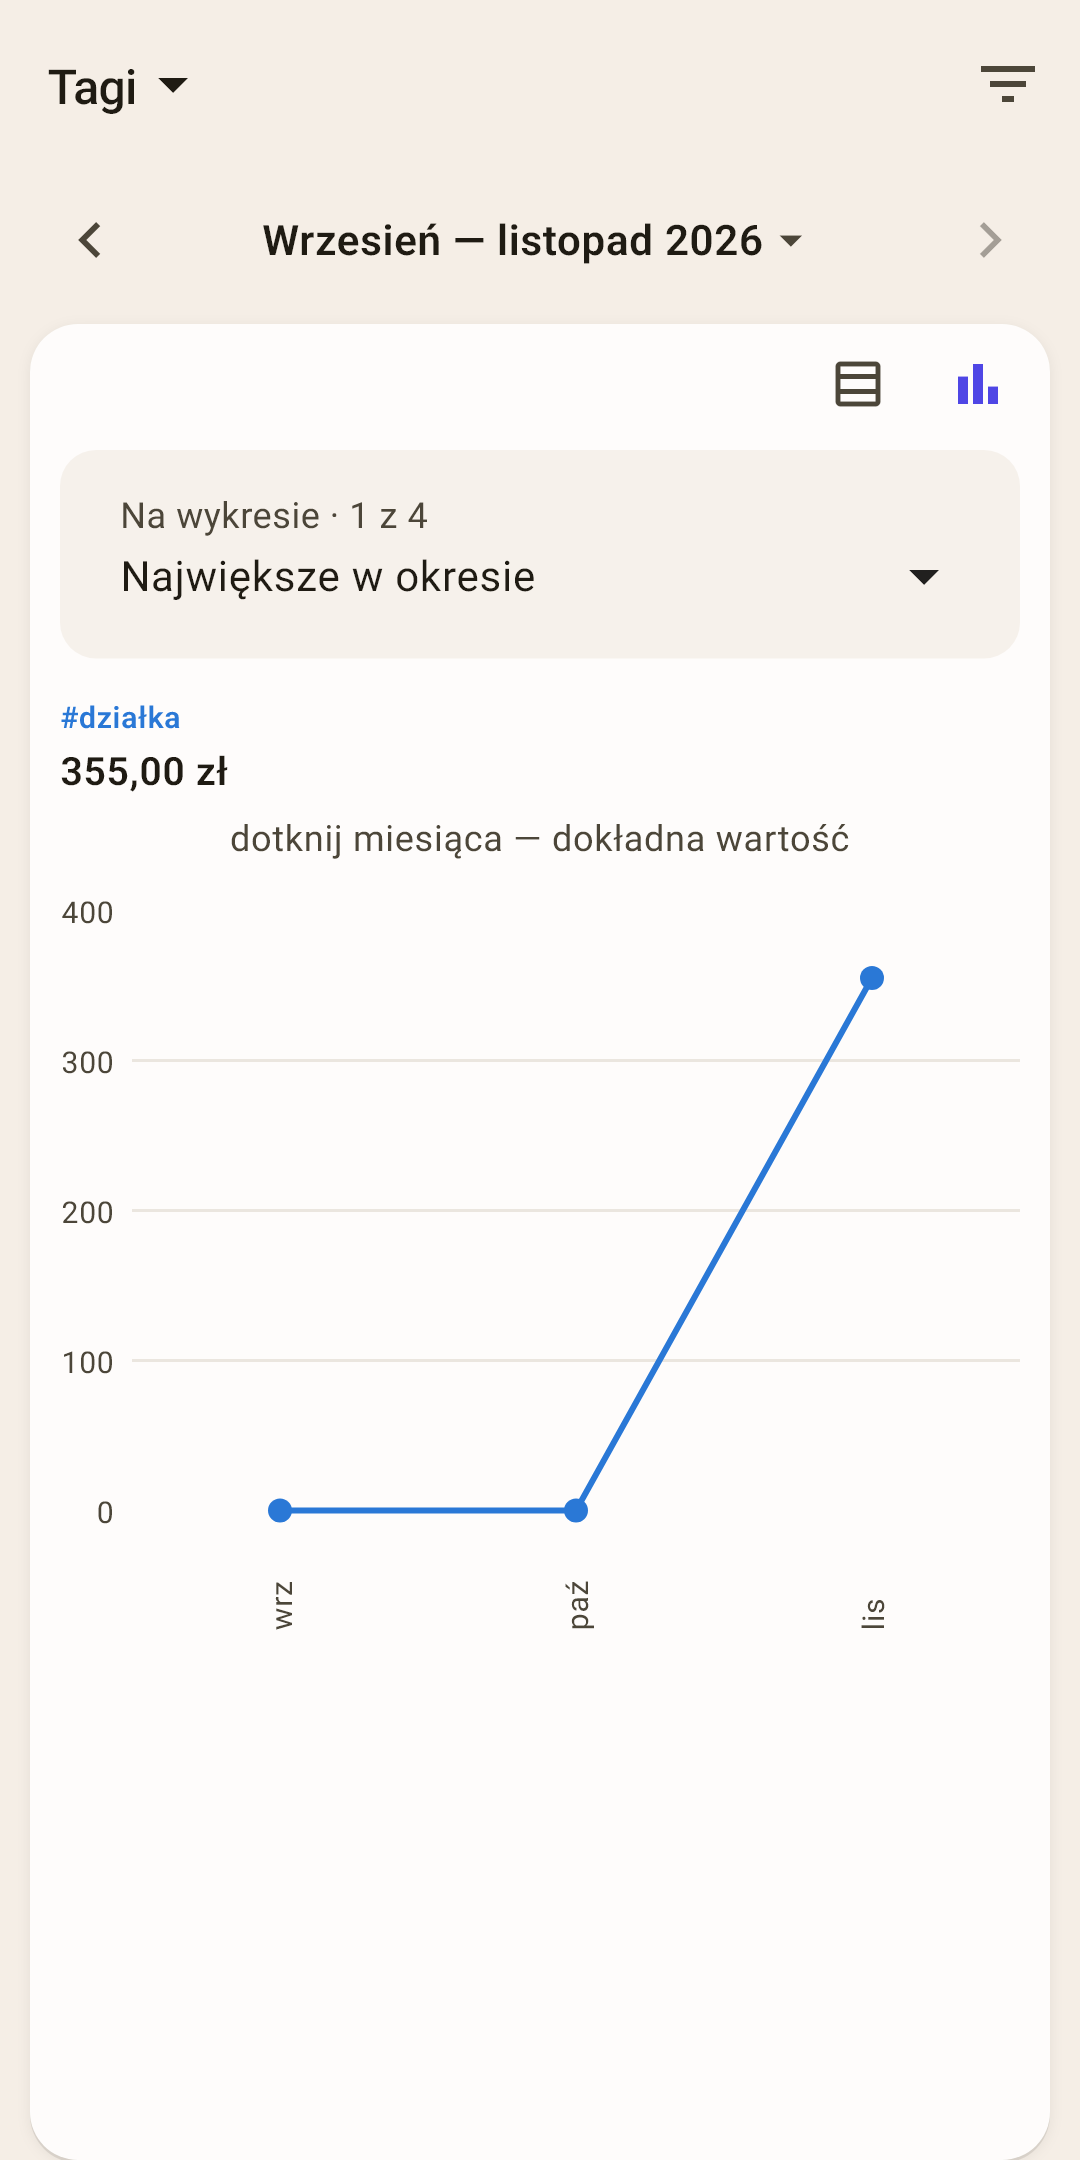 Tagi
Wrzesień — listopad 2026
Na wykresie · 1 z 4
Największe w okresie
#działka
355,00 zł
dotknij miesiąca — dokładna wartość
400
300
200
100
0
wrz
paź
lis